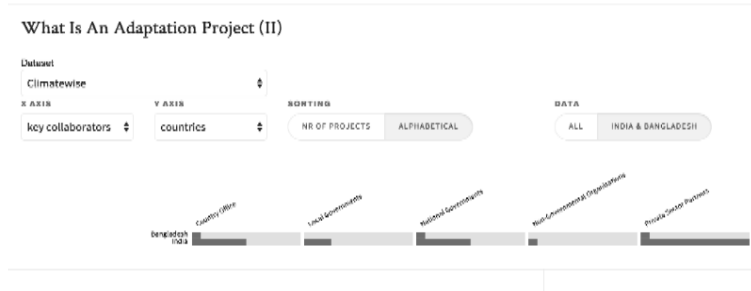 What Is An Adaptation Project (II)
Dataset
Climatewise
X AXIS Y AXIS SORTING DATA
key collaborators countries NR OF PROJECTS ALPHABETICAL ALL INDIA & BANGLADESH
Country Office Local Governments National Governments Non-Governmental Organisations Private Sector Partners
Bangladesh
India